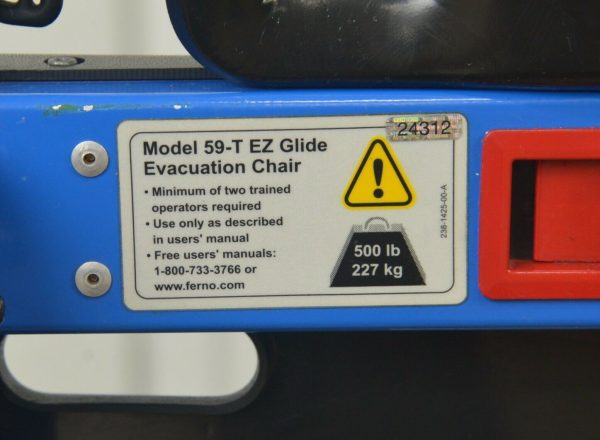 24312
Model 59-T EZ Glide
Evacuation Chair
• Minimum of two trained
operators required
• Use only as described
in users' manual
• Free users' manuals:
1-800-733-3766 or
www.ferno.com
500 lb
227 kg
238-1425-00-A